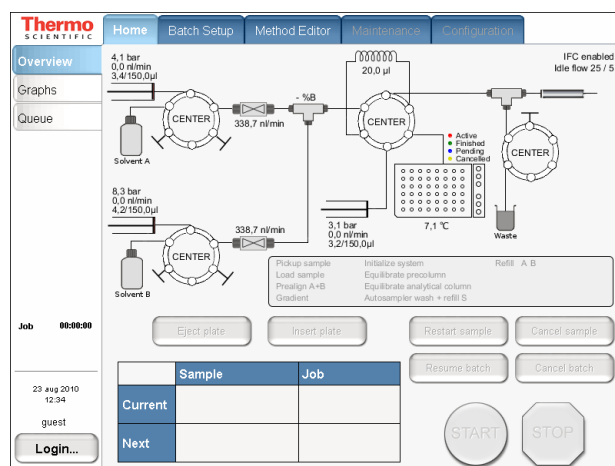 Thermo
SCIENTIFIC
Home
Batch Setup
Method Editor
Maintenance
Configuration
Overview
Graphs
Queue
4,1 bar
0,0 nl/min
3,4/150,0µl
CENTER
Solvent A
338,7 nl/min
- %B
20,0 µl
CENTER
IFC enabled
Idle flow 25 / 5
CENTER
Active
Finished
Pending
Cancelled
7,1 °C
Waste
8,3 bar
0,0 nl/min
4,2/150,0µl
CENTER
Solvent B
338,7 nl/min
3,1 bar
0,0 nl/min
3,2/150,0µl
Pickup sample
Initialize system
Refill A B
Load sample
Equilibrate precolumn
Prealign A+B
Equilibrate analytical column
Gradient
Autosampler wash + refill S
Job 00:00:00
Eject plate
Insert plate
Restart sample
Cancel sample
Resume batch
Cancel batch
Sample
Job
Current
Next
START
STOP
23 aug 2010
12:34
guest
Login...